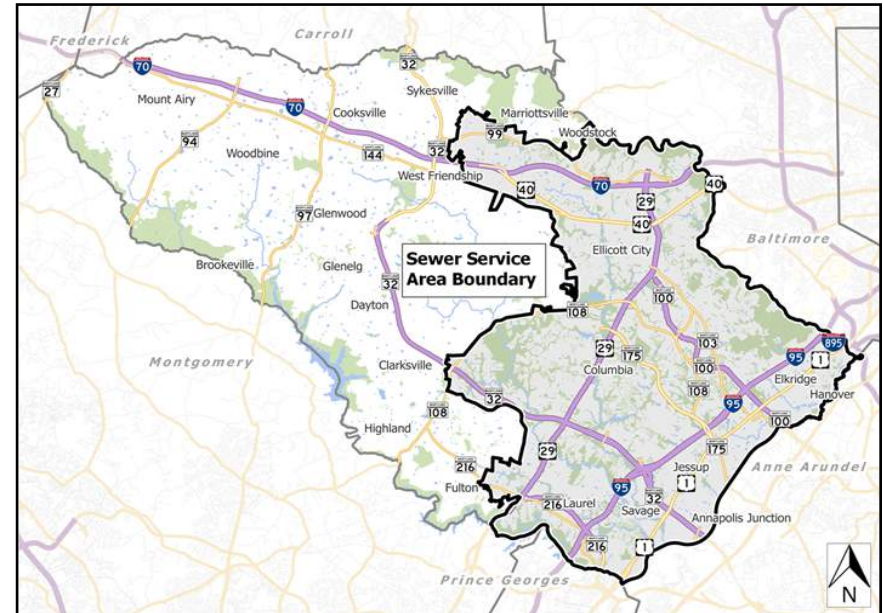 Frederick
Carroll
32
70
27
Mount Airy
Sykesville
70
Cooksville
Marriottsville
99
Woodstock
94
Woodbine
144
32
West Friendship
40
70
40
29
97
Glenwood
40
Ellicott City
Baltimore
Sewer Service
Area Boundary
Brookeville
Glenelg
32
Dayton
100
108
103
895
Montgomery
29
175
95
1
Clarksville
Columbia
100
Elkridge
108
Hanover
32
95
108
100
Highland
29
175
216
Jessup
Anne Arundel
Fulton
95
1
216
Laurel
32
Savage
Annapolis Junction
216
1
Prince Georges
N